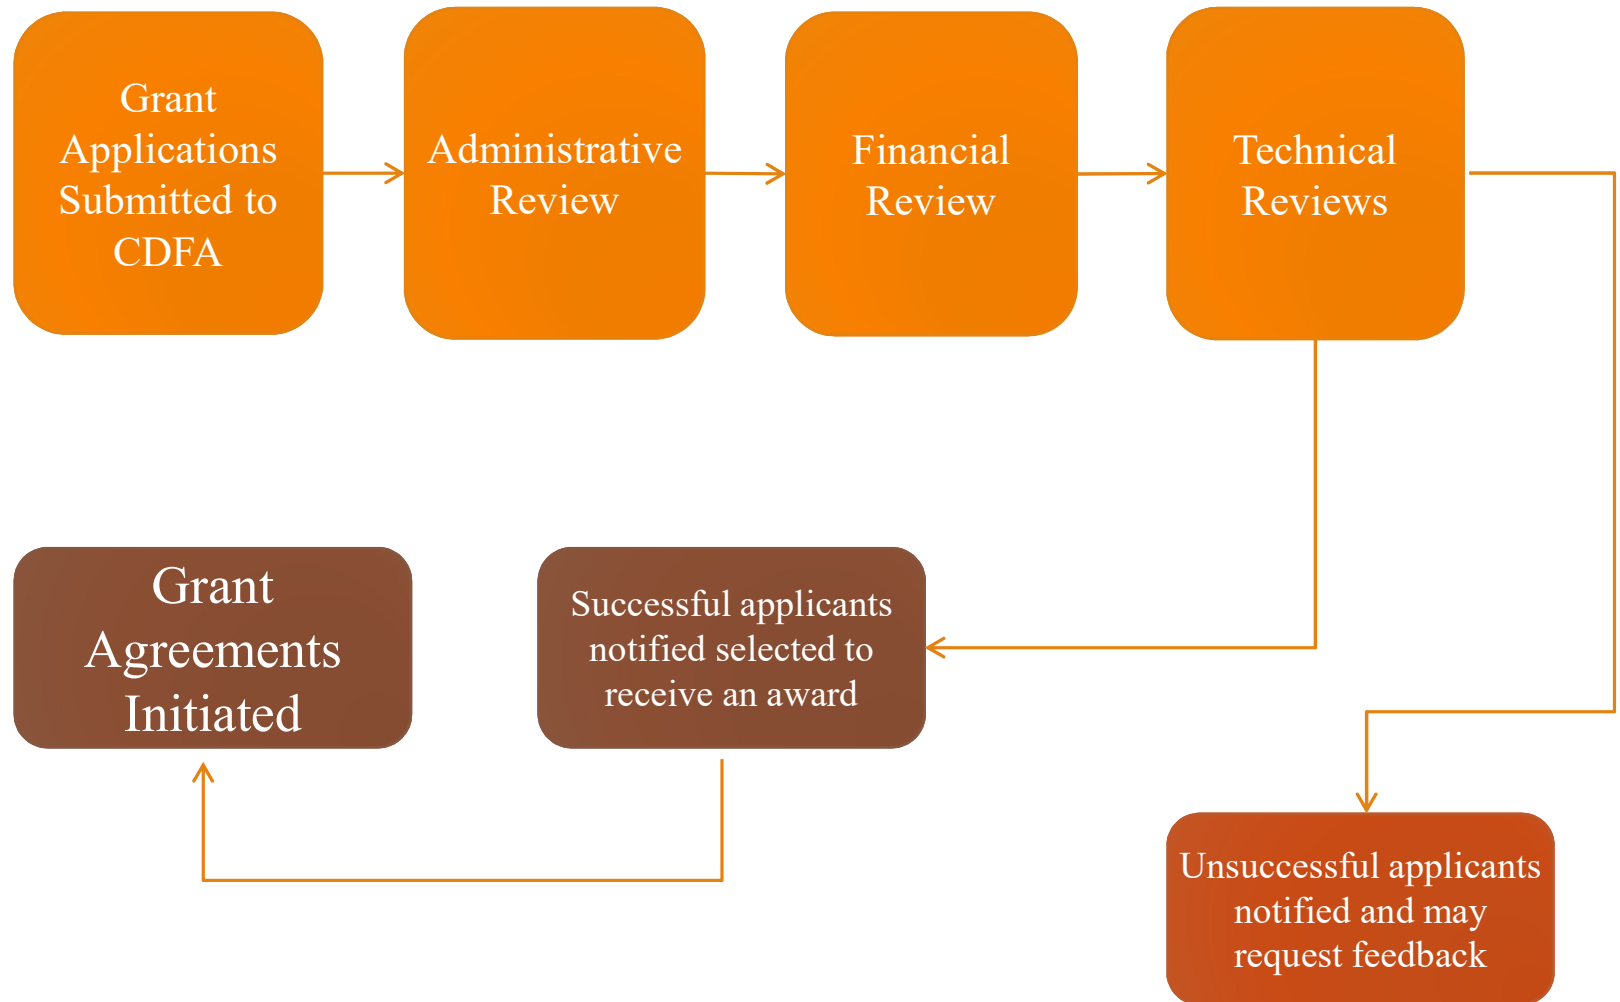 Grant
Applications
Submitted to
CDFA
Administrative
Review
Financial
Review
Technical
Reviews
Grant
Agreements
Initiated
Successful applicants
notified selected to
receive an award
Unsuccessful applicants
notified and may
request feedback